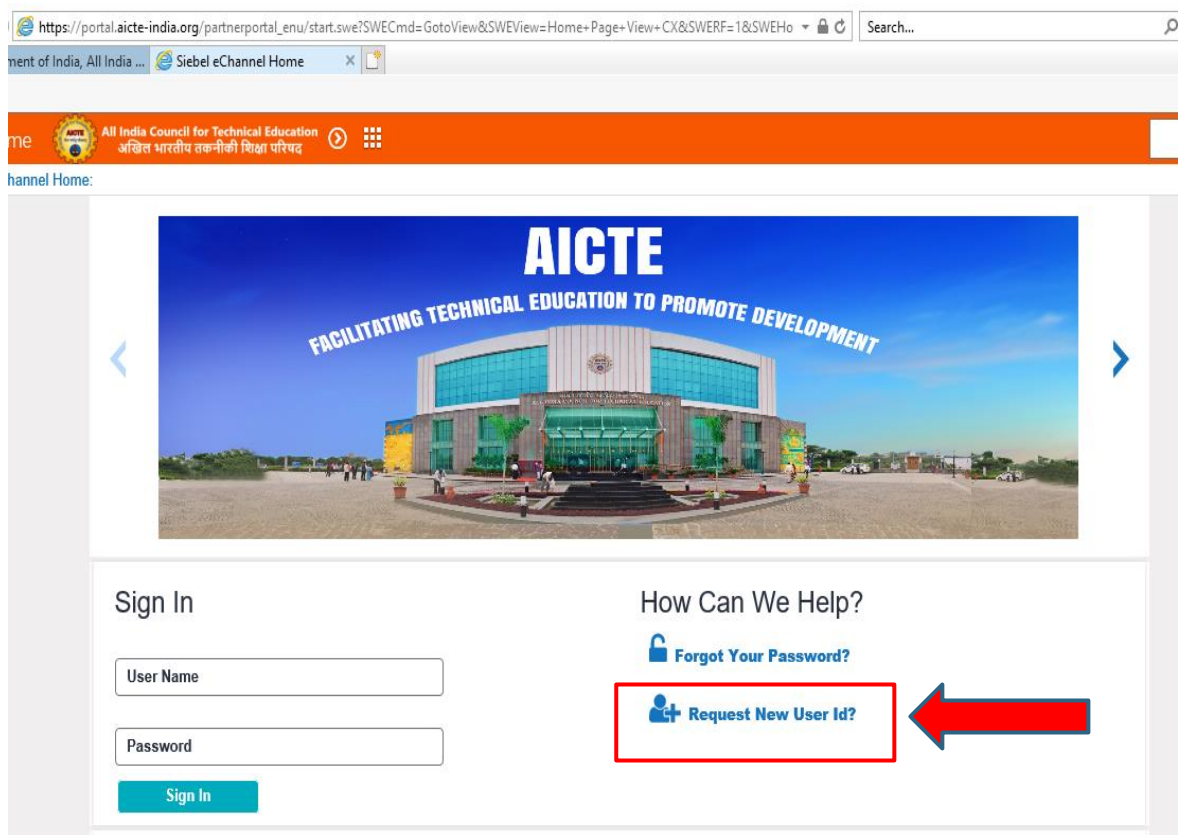 https://portal.aicte-india.org/partnerportal_enu/start.swe?SWECmd=GotoView&SWEView=Home+Page+View+CX&SWERF=1&SWEHo
Search...
ment of India, All India ...
Siebel eChannel Home
me
All India Council for Technical Education
अखिल भारतीय तकनीकी शिक्षा परिषद
hannel Home:
AICTE
FACILITATING TECHNICAL EDUCATION TO PROMOTE DEVELOPMENT
Sign In
How Can We Help?
Forgot Your Password?
User Name
Request New User Id?
Password
Sign In